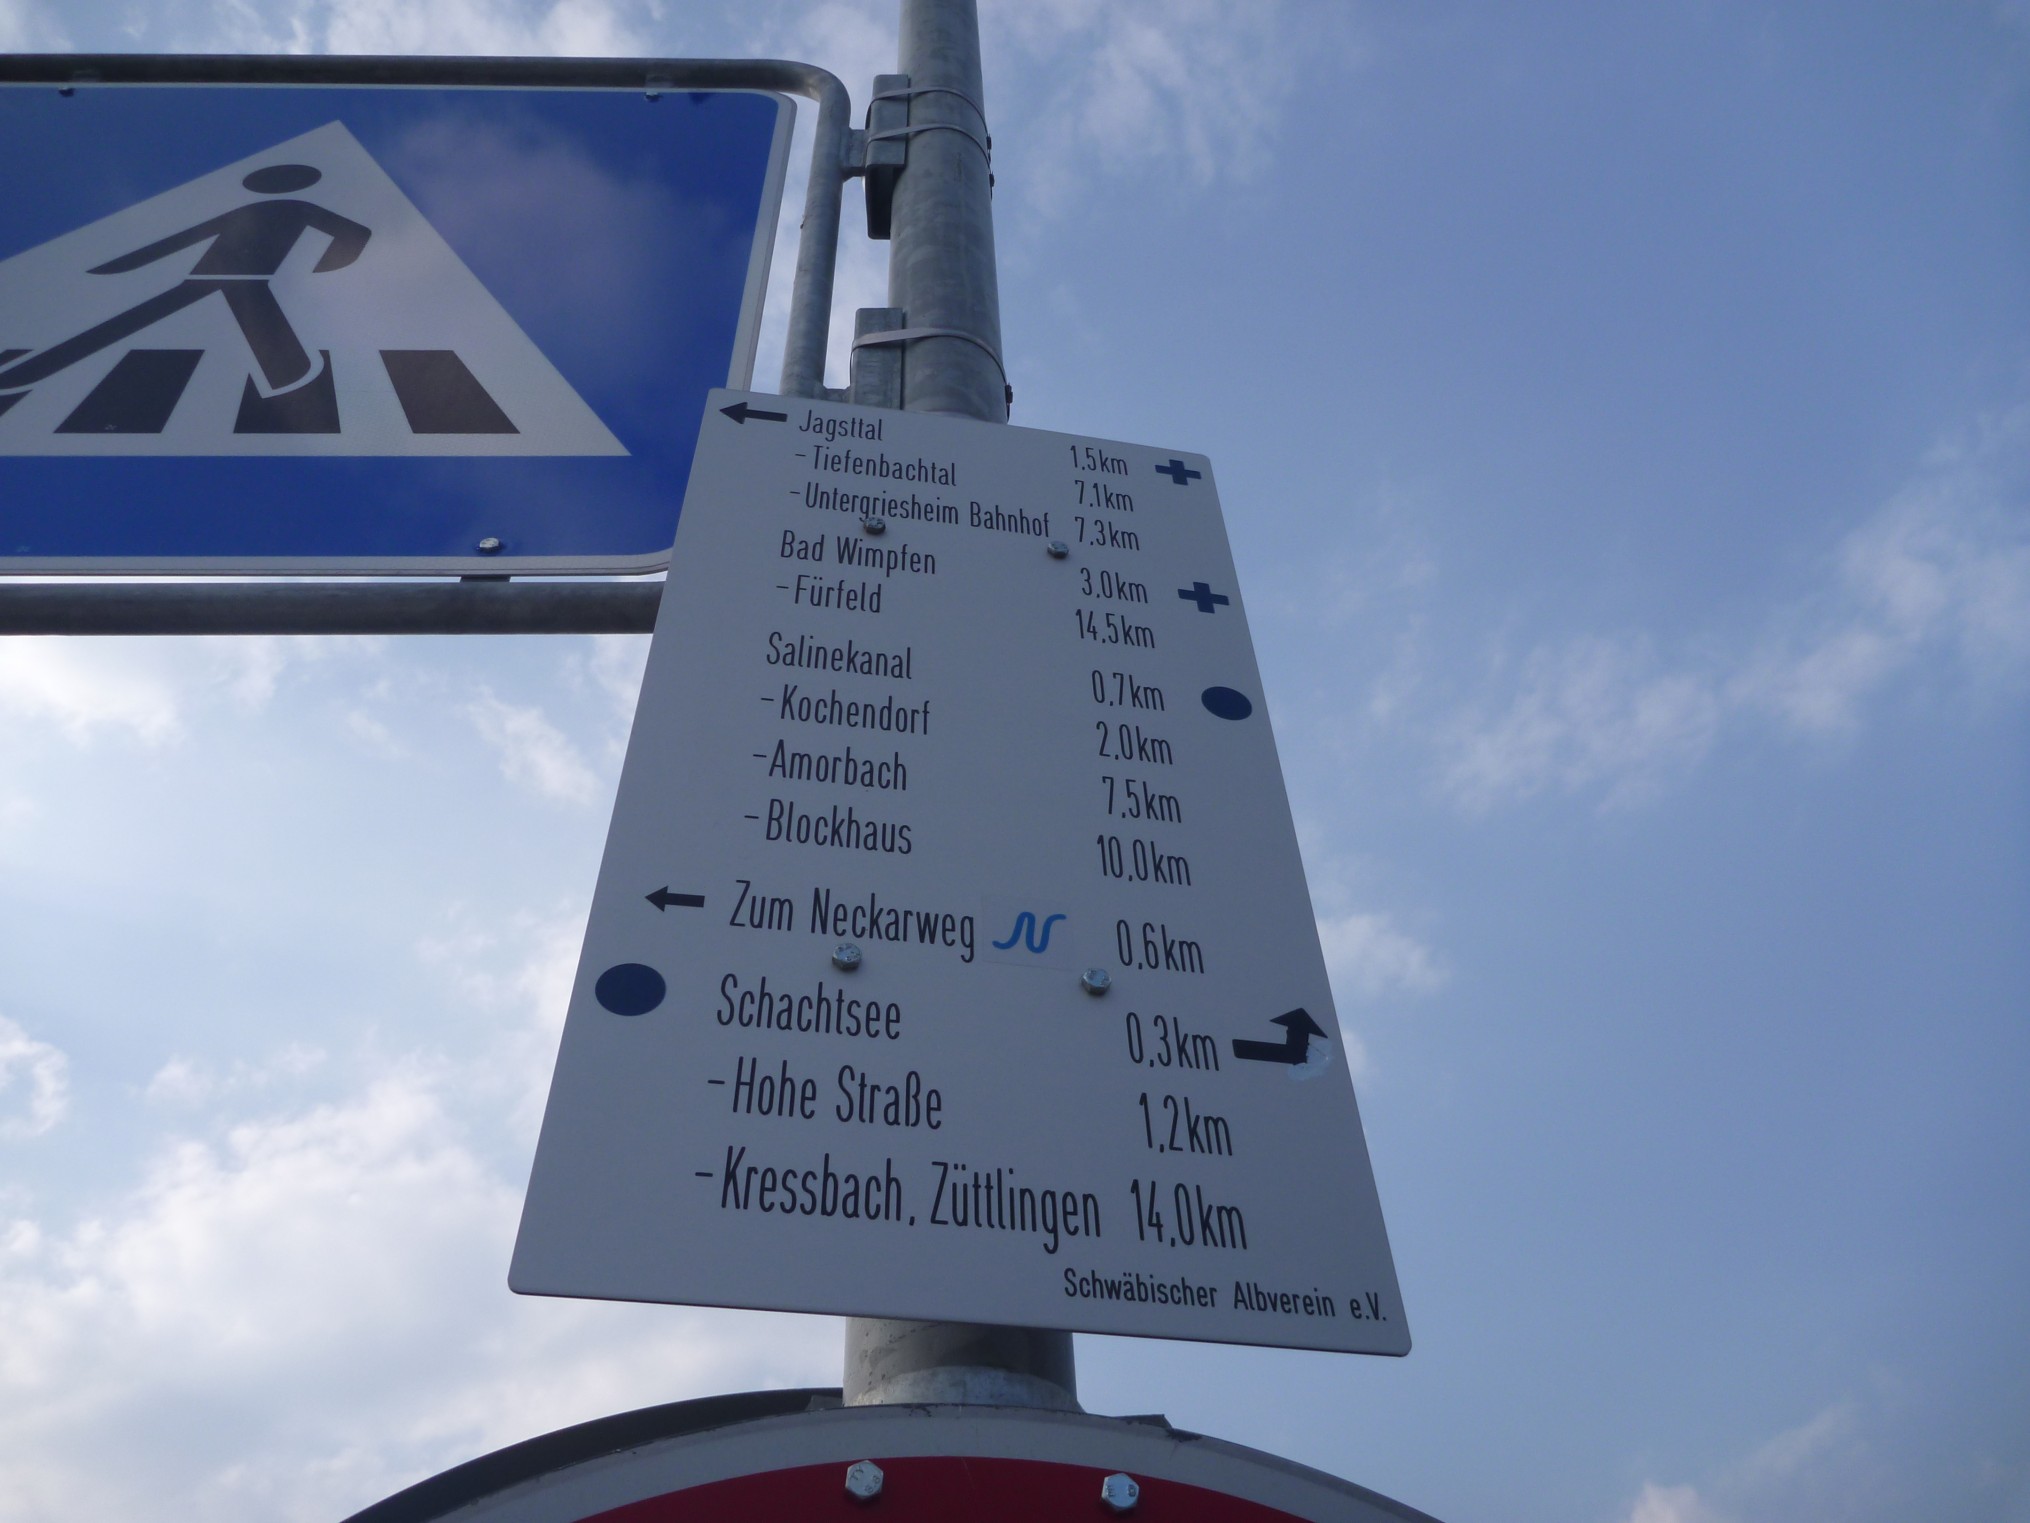 Jagsttal 1,5km
-Tiefenbachtal 7,1km
-Untergriesheim Bahnhof 7,3km
Bad Wimpfen 3,0km
-Fürfeld 14,5km
Salinekanal 0,7km
-Kochendorf 2,0km
-Amorbach 7,5km
-Blockhaus 10,0km
Zum Neckarweg N 0,6km
Schachtsee 0,3km
-Hohe Straße 1,2km
-Kressbach, Züttlingen 14,0km
Schwäbischer Albverein e.V.